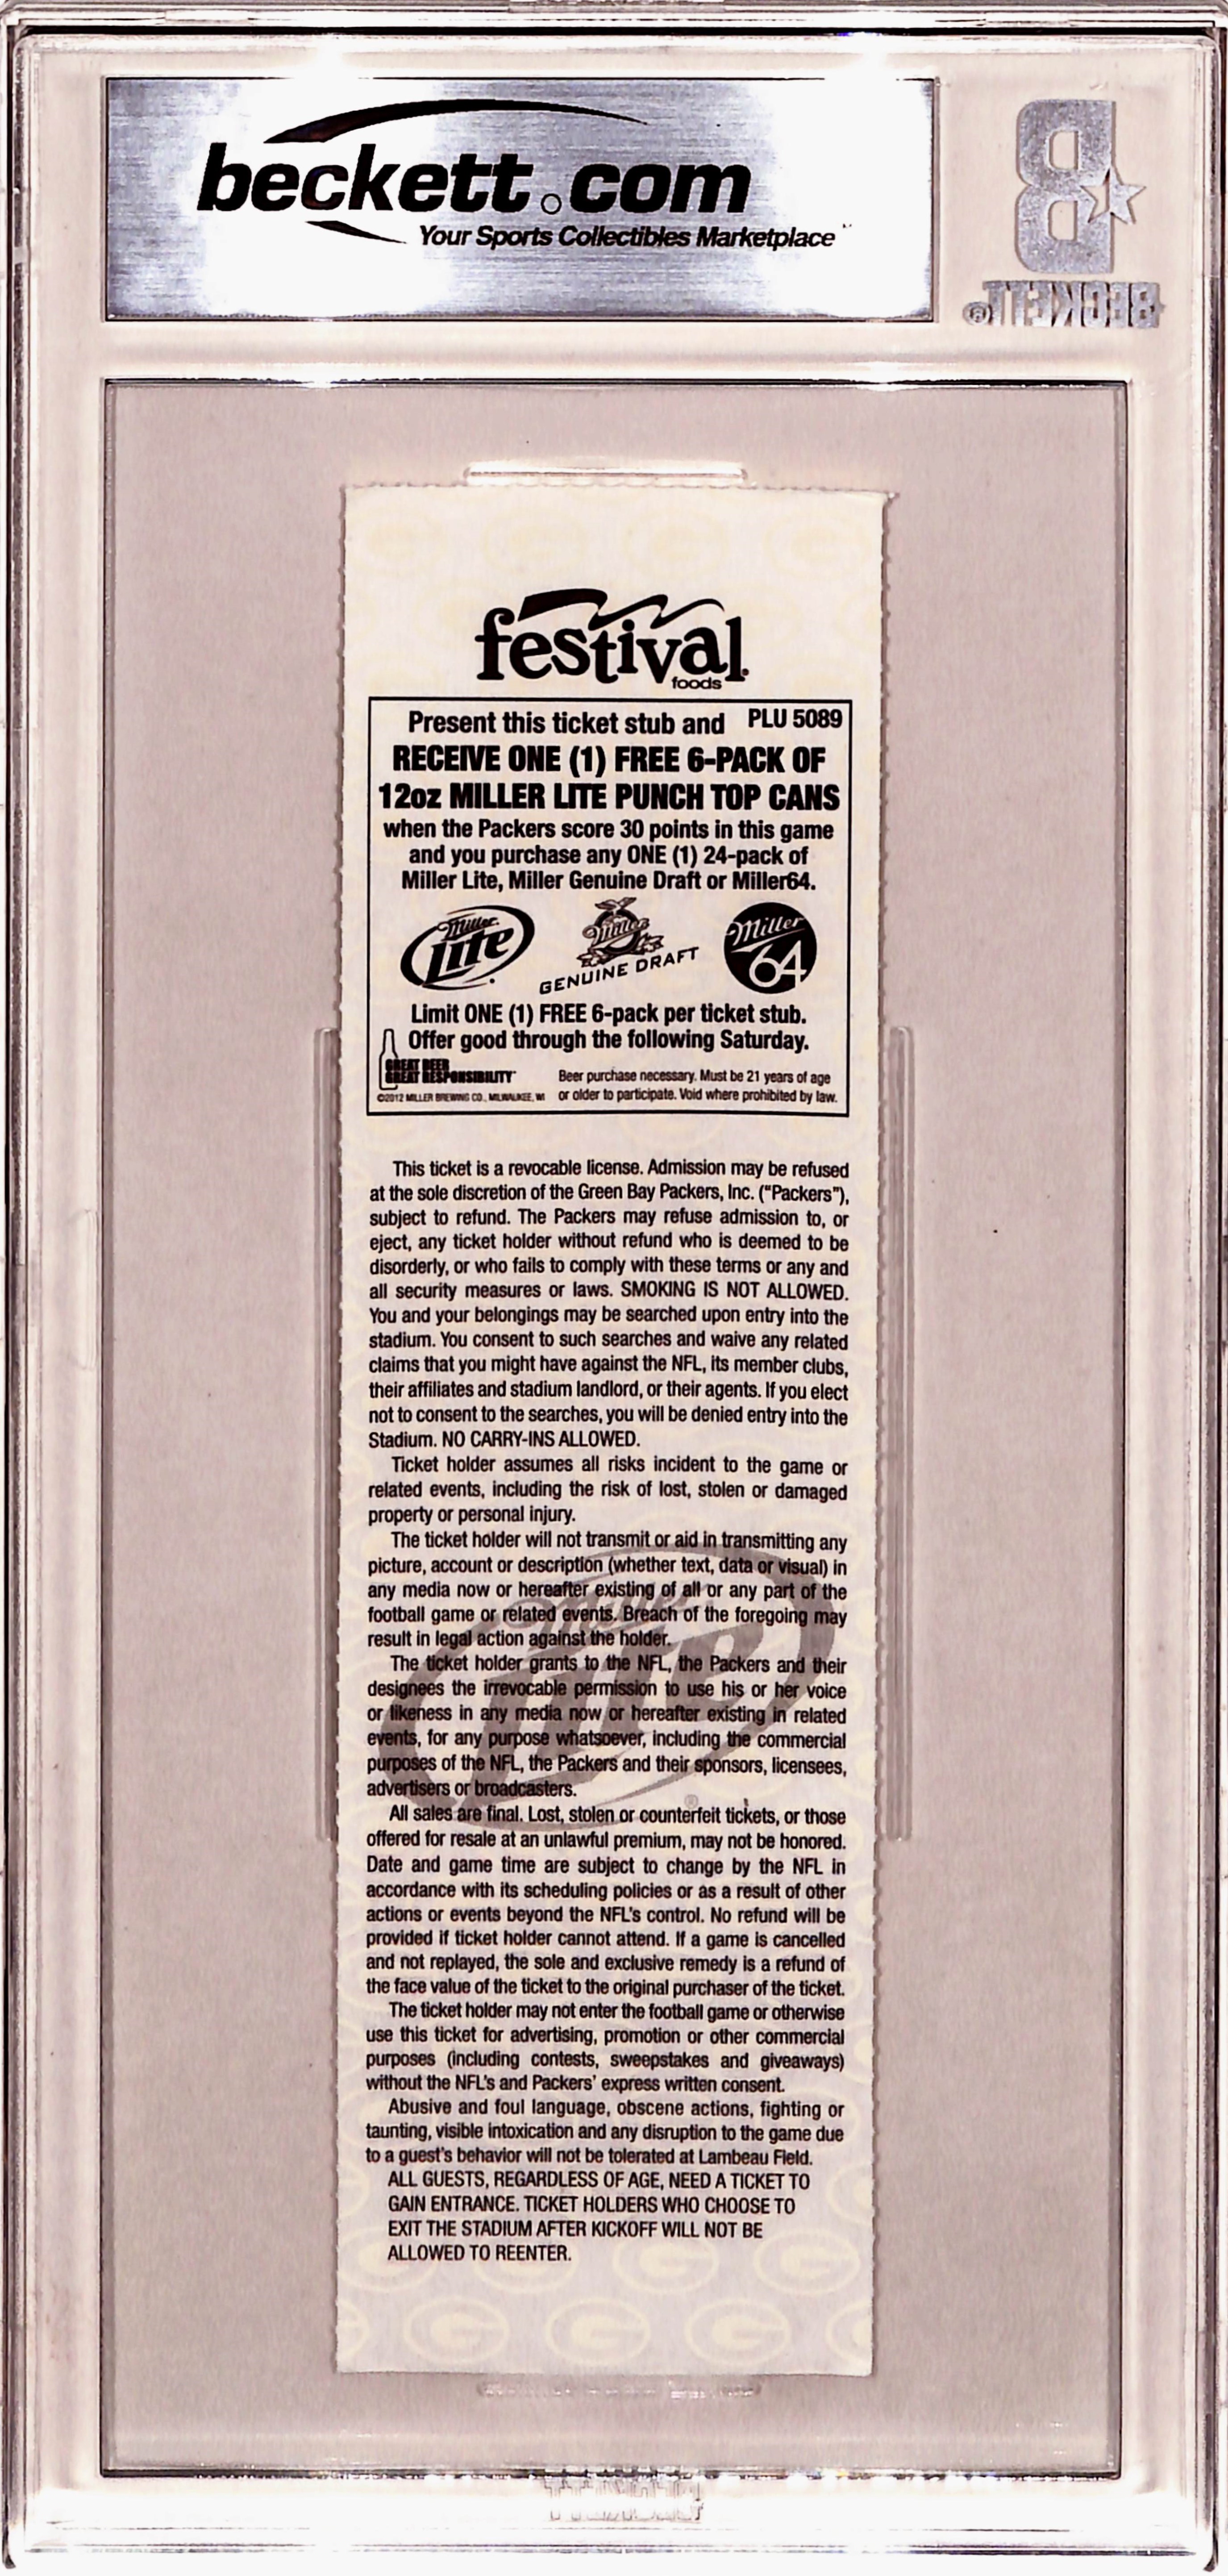 beckett.com
Your Sports Collectibles Marketplace
B
BECKETT®
festival
foods
Present this ticket stub and PLU 5089
RECEIVE ONE (1) FREE 6-PACK OF
12oz MILLER LITE PUNCH TOP CANS
when the Packers score 30 points in this game
and you purchase any ONE (1) 24-pack of
Miller Lite, Miller Genuine Draft or Miller64.
Miller Lite
Miller GENUINE DRAFT
Miller 64
Limit ONE (1) FREE 6-pack per ticket stub.
Offer good through the following Saturday.
GREAT BEER
GREAT RESPONSIBILITY
©2012 MILLER BREWING CO., MILWAUKEE, WI
Beer purchase necessary. Must be 21 years of age
or older to participate. Void where prohibited by law.
This ticket is a revocable license. Admission may be refused
at the sole discretion of the Green Bay Packers, Inc. ("Packers"),
subject to refund. The Packers may refuse admission to, or
eject, any ticket holder without refund who is deemed to be
disorderly, or who fails to comply with these terms or any and
all security measures or laws. SMOKING IS NOT ALLOWED.
You and your belongings may be searched upon entry into the
stadium. You consent to such searches and waive any related
claims that you might have against the NFL, its member clubs,
their affiliates and stadium landlord, or their agents. If you elect
not to consent to the searches, you will be denied entry into the
Stadium. NO CARRY-INS ALLOWED.
Ticket holder assumes all risks incident to the game or
related events, including the risk of lost, stolen or damaged
property or personal injury.
The ticket holder will not transmit or aid in transmitting any
picture, account or description (whether text, data or visual) in
any media now or hereafter existing of all or any part of the
football game or related events. Breach of the foregoing may
result in legal action against the holder.
The ticket holder grants to the NFL, the Packers and their
designees the irrevocable permission to use his or her voice
or likeness in any media now or hereafter existing in related
events, for any purpose whatsoever, including the commercial
purposes of the NFL, the Packers and their sponsors, licensees,
advertisers or broadcasters.
All sales are final. Lost, stolen or counterfeit tickets, or those
offered for resale at an unlawful premium, may not be honored.
Date and game time are subject to change by the NFL in
accordance with its scheduling policies or as a result of other
actions or events beyond the NFL's control. No refund will be
provided if ticket holder cannot attend. If a game is cancelled
and not replayed, the sole and exclusive remedy is a refund of
the face value of the ticket to the original purchaser of the ticket.
The ticket holder may not enter the football game or otherwise
use this ticket for advertising, promotion or other commercial
purposes (including contests, sweepstakes and giveaways)
without the NFL's and Packers' express written consent.
Abusive and foul language, obscene actions, fighting or
taunting, visible intoxication and any disruption to the game due
to a guest's behavior will not be tolerated at Lambeau Field.
ALL GUESTS, REGARDLESS OF AGE, NEED A TICKET TO
GAIN ENTRANCE. TICKET HOLDERS WHO CHOOSE TO
EXIT THE STADIUM AFTER KICKOFF WILL NOT BE
ALLOWED TO REENTER.